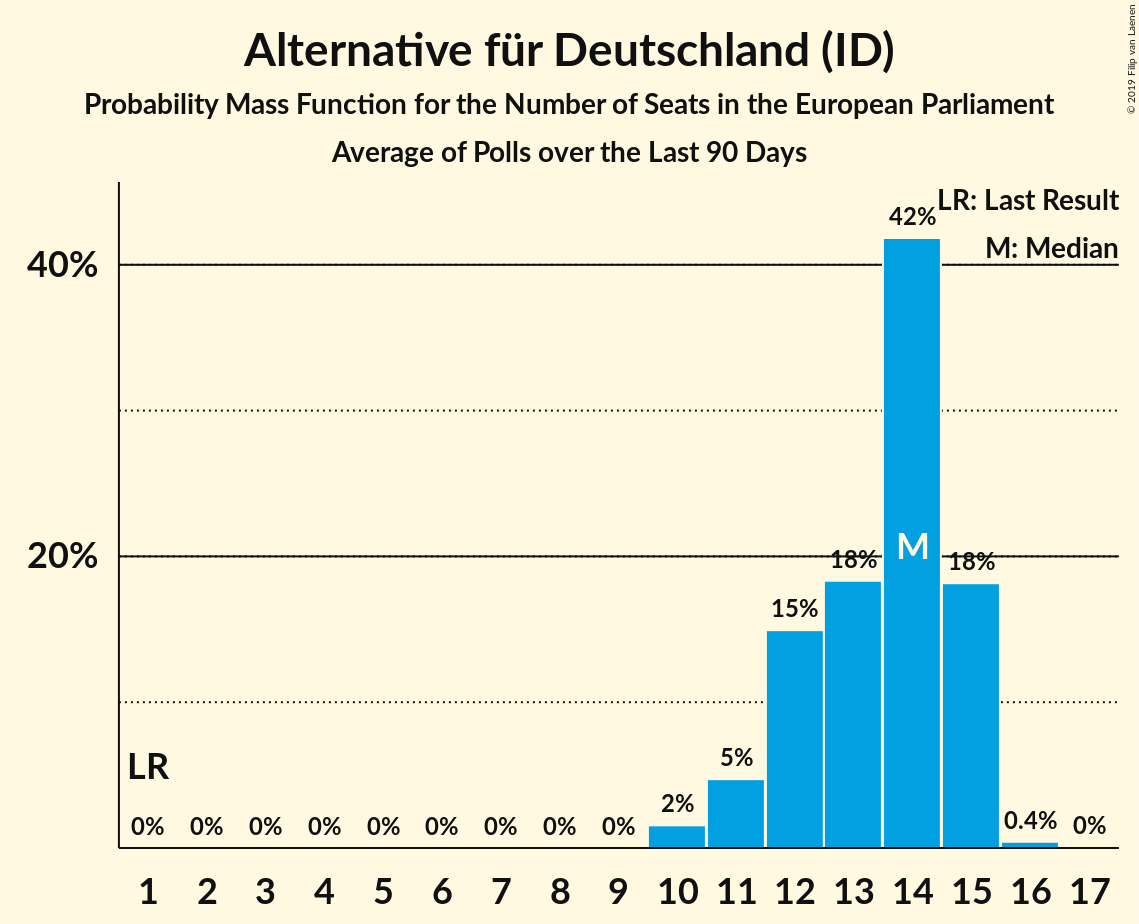 Alternative für Deutschland (ID)
Probability Mass Function for the Number of Seats in the European Parliament
Average of Polls over the Last 90 Days
© 2019 Filip van Laenen
LR: Last Result
M: Median
40%
20%
LR
0% 0% 0% 0% 0% 0% 0% 0% 0% 2% 5% 15% 18% 42% 18% 0.4% 0%
M
1 2 3 4 5 6 7 8 9 10 11 12 13 14 15 16 17